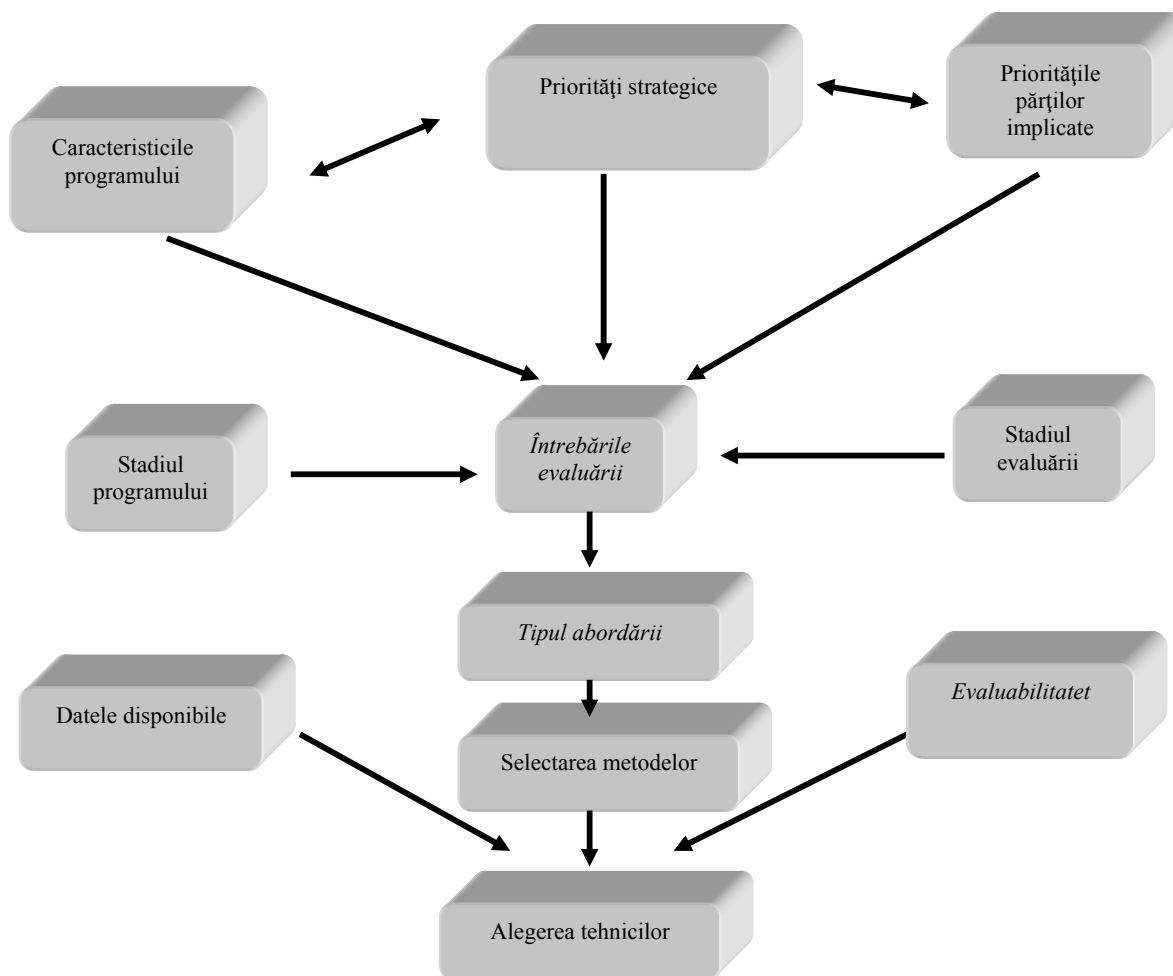 Priorităţi strategice
Priorităţile
părţilor
implicate
Caracteristicile
programului
Întrebările
evaluării
Stadiul
programului
Stadiul
evaluării
Tipul abordării
Datele disponibile
Evaluabilitatet
Selectarea metodelor
Alegerea tehnicilor